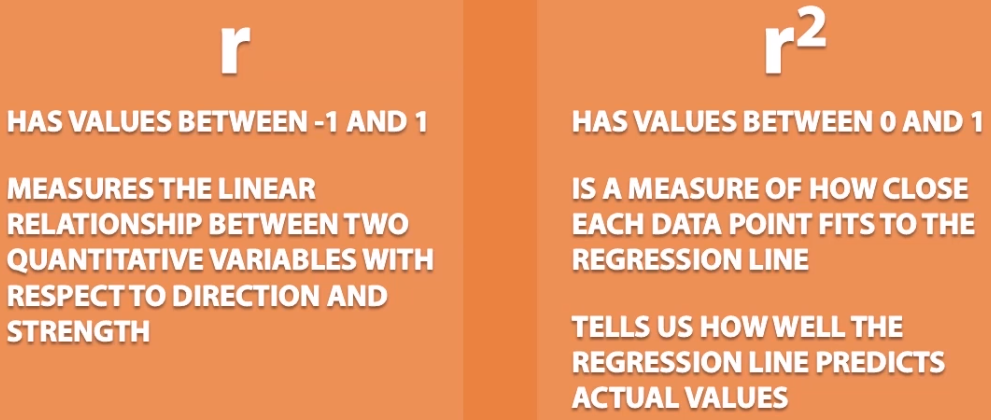 r
HAS VALUES BETWEEN -1 AND 1
MEASURES THE LINEAR
RELATIONSHIP BETWEEN TWO
QUANTITATIVE VARIABLES WITH
RESPECT TO DIRECTION AND
STRENGTH
r²
HAS VALUES BETWEEN 0 AND 1
IS A MEASURE OF HOW CLOSE
EACH DATA POINT FITS TO THE
REGRESSION LINE
TELLS US HOW WELL THE
REGRESSION LINE PREDICTS
ACTUAL VALUES